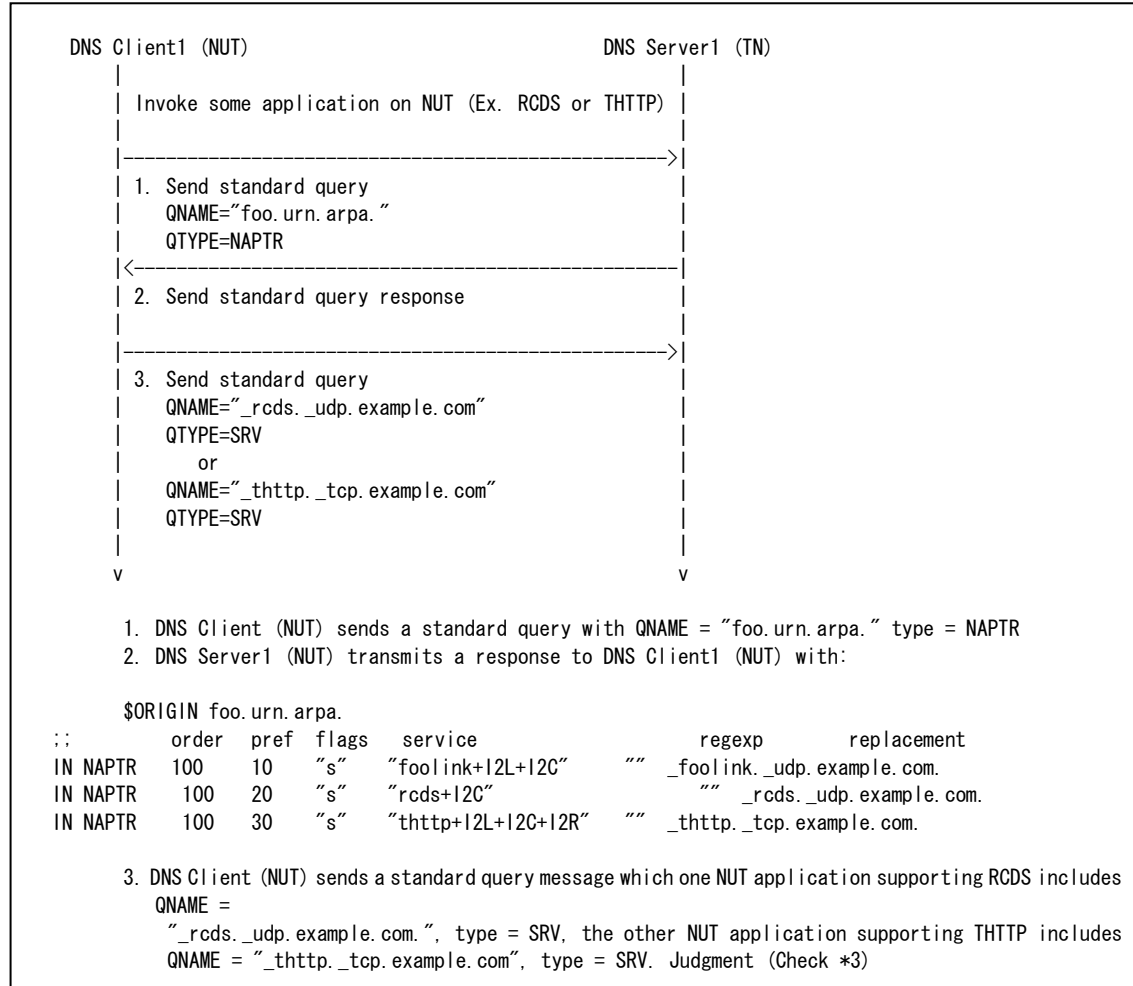 DNS Client1 (NUT) DNS Server1 (TN)
Invoke some application on NUT (Ex. RCDS or THTTP)
1. Send standard query
QNAME="foo.urn.arpa."
QTYPE=NAPTR
2. Send standard query response
3. Send standard query
QNAME="_rcds._udp.example.com"
QTYPE=SRV
or
QNAME="_thttp._tcp.example.com"
QTYPE=SRV
v v
1. DNS Client (NUT) sends a standard query with QNAME = "foo.urn.arpa." type = NAPTR
2. DNS Server1 (NUT) transmits a response to DNS Client1 (NUT) with:
$ORIGIN foo.urn.arpa.
;; order pref flags service regexp replacement
IN NAPTR 100 10 "s" "foolink+I2L+I2C" "" _foolink._udp.example.com.
IN NAPTR 100 20 "s" "rcds+I2C" "" _rcds._udp.example.com.
IN NAPTR 100 30 "s" "thttp+I2L+I2C+I2R" "" _thttp._tcp.example.com.
3. DNS Client (NUT) sends a standard query message which one NUT application supporting RCDS includes
QNAME =
"_rcds._udp.example.com.", type = SRV, the other NUT application supporting THTTP includes
QNAME = "_thttp._tcp.example.com", type = SRV. Judgment (Check *3)